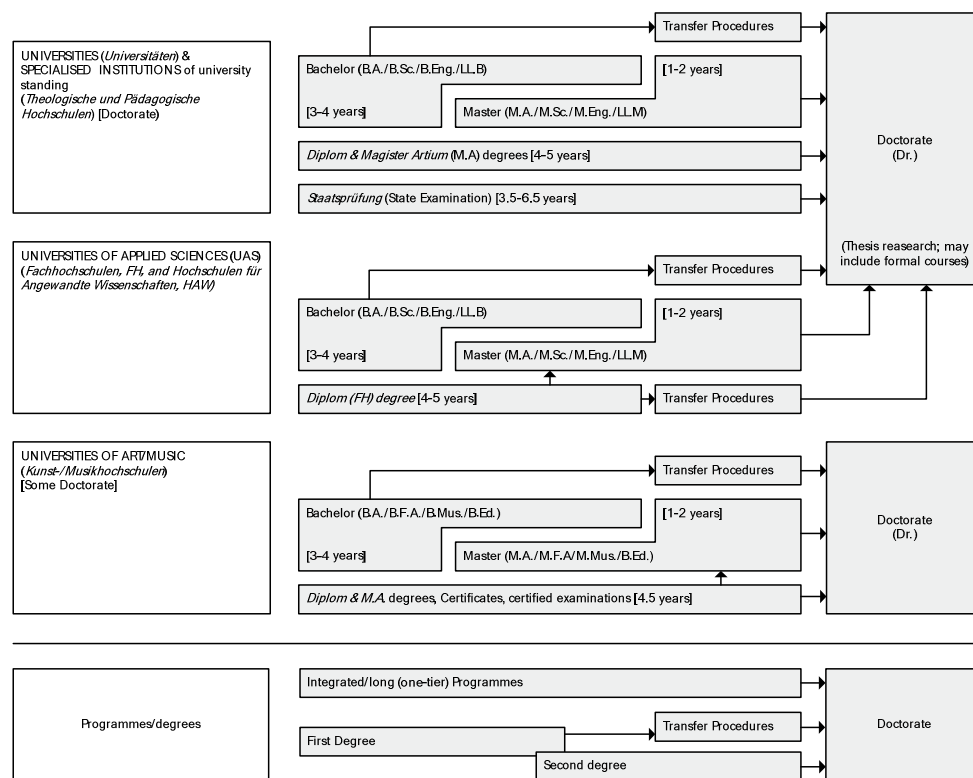 UNIVERSITIES (Universitäten) &
SPECIALISED INSTITUTIONS of university
standing
(Theologische und Pädagogische
Hochschulen) [Doctorate)
Transfer Procedures
Bachelor (B.A./B.Sc./B.Eng./LL.B)
[1-2 years]
[3-4 years]
Master (M.A./M.Sc./M.Eng./LL.M)
Diplom & Magister Artium (M.A) degrees [4-5 years]
Staatsprüfung (State Examination) [3.5-6.5 years]
Doctorate
(Dr.)
(Thesis reasearch; may
include formal courses)
UNIVERSITIES OF APPLIED SCIENCES (UAS)
(Fachhochschulen, FH, and Hochschulen für
Angewandte Wissenschaften, HAW)
Transfer Procedures
Bachelor (B.A./B.Sc./B.Eng./LL.B)
[1-2 years]
[3-4 years]
Master (M.A./M.Sc./M.Eng./LL.M)
Diplom (FH) degree [4-5 years]
Transfer Procedures
UNIVERSITIES OF ART/MUSIC
(Kunst-/Musikhochschulen)
[Some Doctorate]
Transfer Procedures
Bachelor (B.A./B.F.A./B.Mus./B.Ed.)
[1-2 years]
[3-4 years]
Master (M.A./M.F.A/M.Mus./B.Ed.)
Diplom & M.A. degrees, Certificates, certified examinations [4.5 years]
Doctorate
(Dr.)
Programmes/degrees
Integrated/long (one-tier) Programmes
Transfer Procedures
First Degree
Second degree
Doctorate